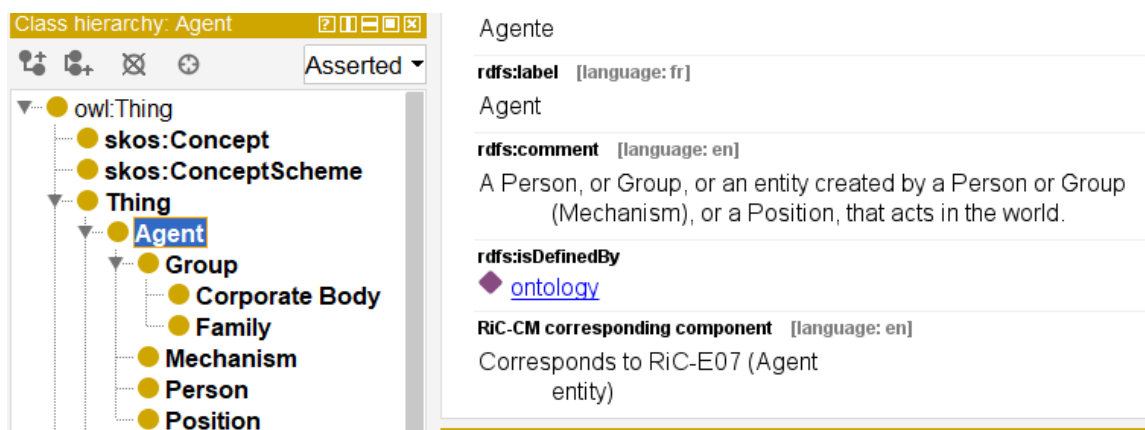 Class hierarchy: Agent
Asserted
owl:Thing
skos:Concept
skos:ConceptScheme
Thing
Agent
Group
Corporate Body
Family
Mechanism
Person
Position
Agente
rdfs:label [language: fr]
Agent
rdfs:comment [language: en]
A Person, or Group, or an entity created by a Person or Group
(Mechanism), or a Position, that acts in the world.
rdfs:isDefinedBy
ontology
RiC-CM corresponding component [language: en]
Corresponds to RiC-E07 (Agent
entity)